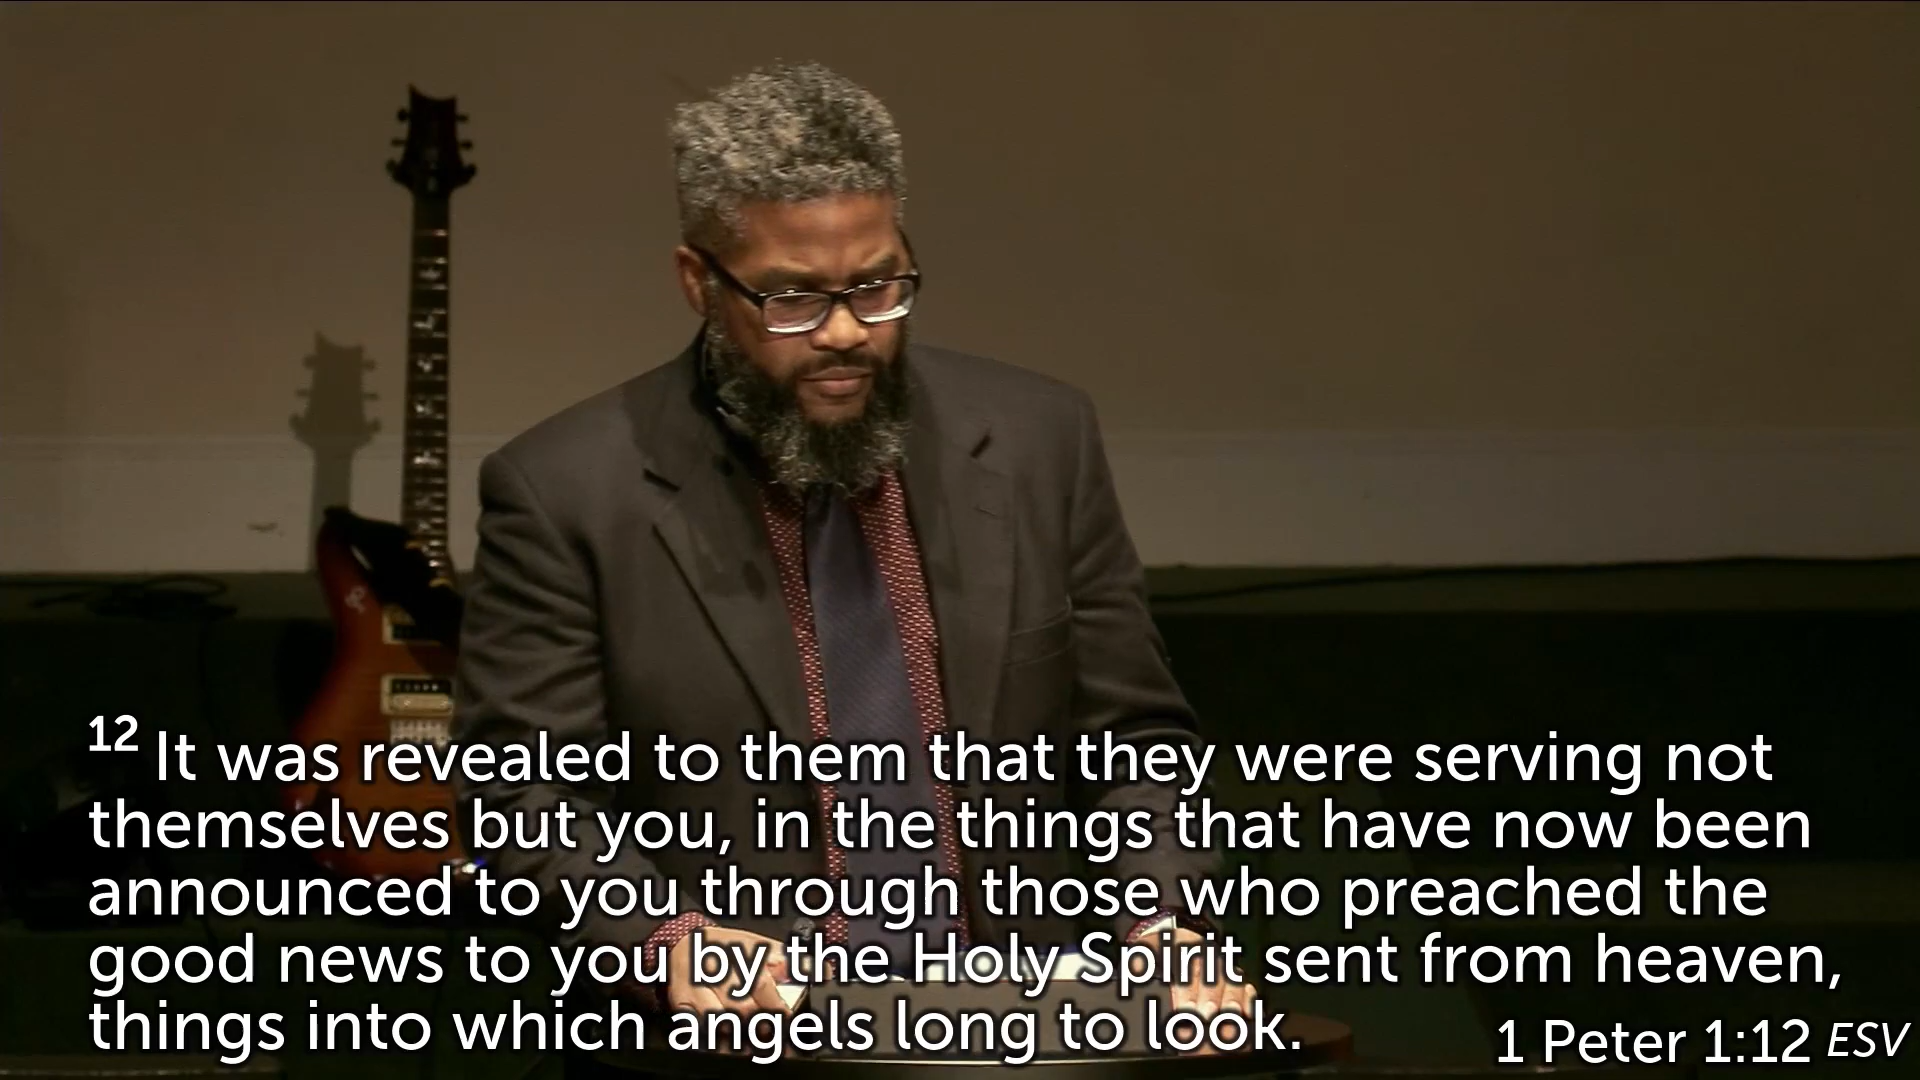 12 It was revealed to them that they were serving not
themselves but you, in the things that have now been
announced to you through those who preached the
good news to you by the Holy Spirit sent from heaven,
things into which angels long to look.
1 Peter 1:12 ESV